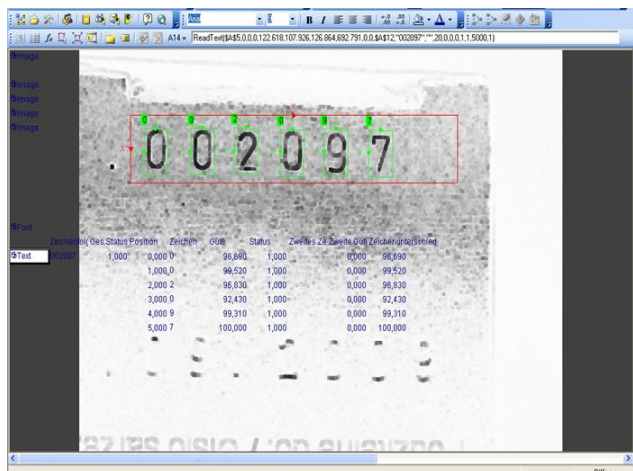 B I
A14 = ReadText($A$5,0,0,0,122.618,107.926,126.864,692.791,0,0,$A$12,"002097","",20,0,0,0,1,1,5000,1)
Image
Image
Image
Image
Image
0 0 2 0 9 7
X
X
002097
Font
Ges.Status Position Zeichen Güte Status Zweites Ze Zweite Güt Zeichenunterschied
Text 002097 1,000 0,000 0 96,690 1,000 0,000 96,690
1,000 0 99,520 1,000 0,000 99,520
2,000 2 96,830 1,000 0,000 96,830
3,000 0 92,430 1,000 0,000 92,430
4,000 9 99,310 1,000 0,000 99,310
5,000 7 100,000 1,000 0,000 100,000